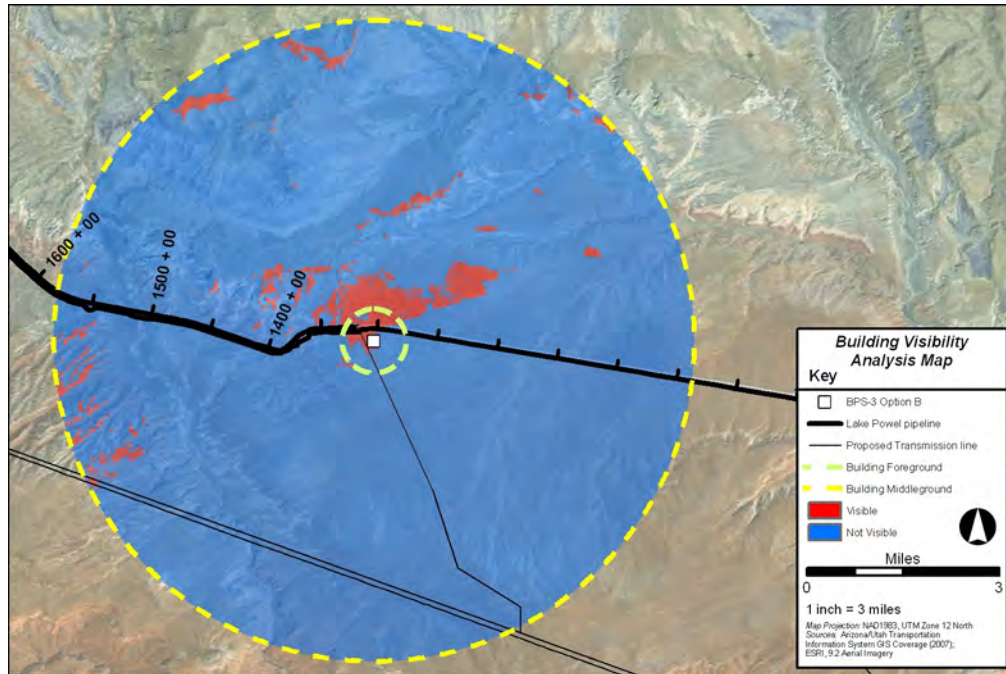 1600 + 00
1500 + 00
1400 + 00
Building Visibility
Analysis Map
Key
BPS-3 Option B
Lake Powel pipeline
Proposed Transmission line
Building Foreground
Building Middleground
Visible
Not Visible
Miles
0 3
1 inch = 3 miles
Map Projection: NAD1983, UTM Zone 12 North
Sources: Arizona/Utah Transportation
Information System GIS Coverage (2007);
ESRI, 9.2 Aerial Imagery